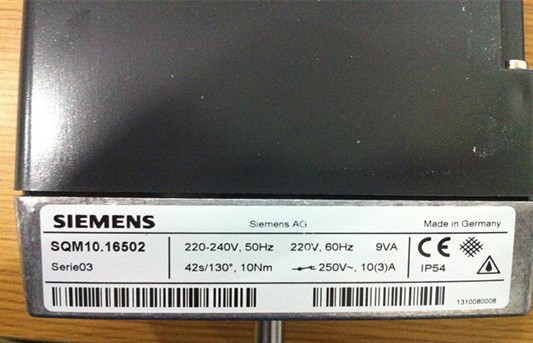 SIEMENS Siemens AG Made in Germany
SQM10.16502 220-240V, 50Hz 220V, 60Hz 9VA CE
Serie03 42s/130°, 10Nm 250V~, 10(3)A IP54
1310080008